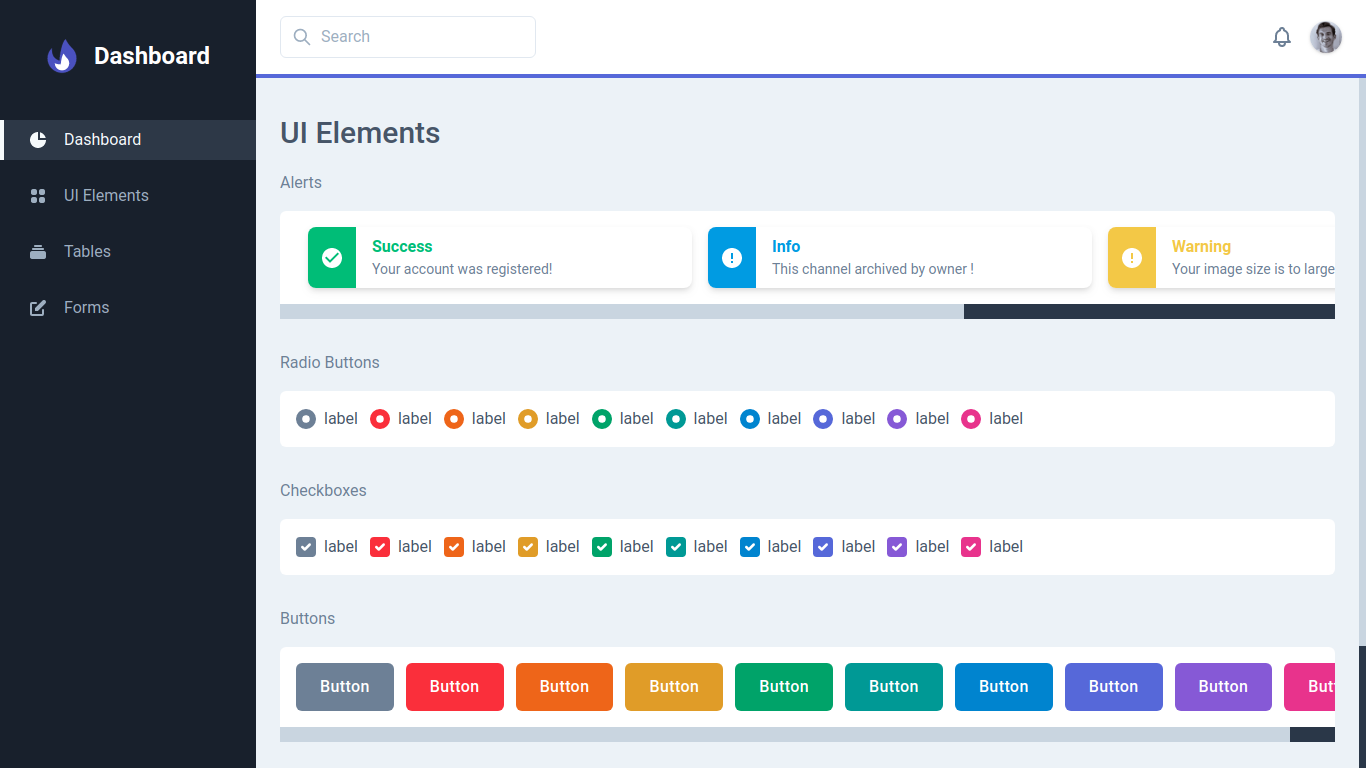 Dashboard
Search
Dashboard
UI Elements
Tables
Forms
UI Elements
Alerts
Success
Your account was registered!
Info
This channel archived by owner !
Warning
Your image size is to large
Radio Buttons
label label label label label label label label label label
Checkboxes
label label label label label label label label label label
Buttons
Button Button Button Button Button Button Button Button Button But